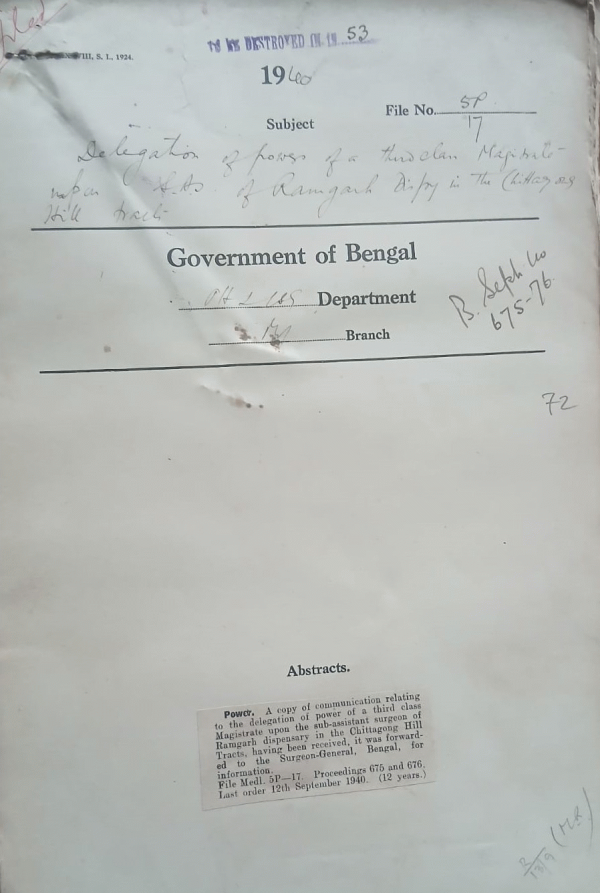 Filed
III, S. I., 1924.
TO BE DESTROYED IN 19 53
1940
File No. 5P
17
Subject
Delegation of power of a third class Magistrate
upon S.A.S. of Ramgarh Dispy in the Chittagong
Hill tracts
Government of Bengal
Department
Branch
B. Sept 40
675-76
72
Abstracts.
Power. A copy of communication relating
to the delegation of power of a third class
Magistrate upon the sub-assistant surgeon of
Ramgarh dispensary in the Chittagong Hill
Tracts, having been received, it was forward-
ed to the Surgeon-General, Bengal, for
information.
File Medl. 5P—17. Proceedings 675 and 676.
Last order 12th September 1940. (12 years.)